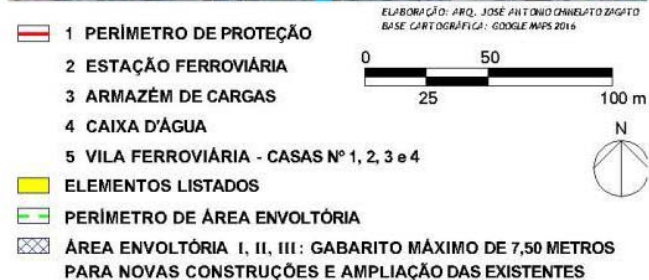 ELABORAÇÃO: ARQ. JOSÉ ANTONIO CHINELATO ZAGATO
BASE CARTOGRÁFICA: GOOGLE MAPS 2016
1 PERÍMETRO DE PROTEÇÃO
2 ESTAÇÃO FERROVIÁRIA
3 ARMAZÉM DE CARGAS
4 CAIXA D'ÁGUA
5 VILA FERROVIÁRIA - CASAS Nº 1, 2, 3 e 4
0 50
25 100 m
N
ELEMENTOS LISTADOS
PERÍMETRO DE ÁREA ENVOLTÓRIA
ÁREA ENVOLTÓRIA I, II, III: GABARITO MÁXIMO DE 7,50 METROS
PARA NOVAS CONSTRUÇÕES E AMPLIAÇÃO DAS EXISTENTES